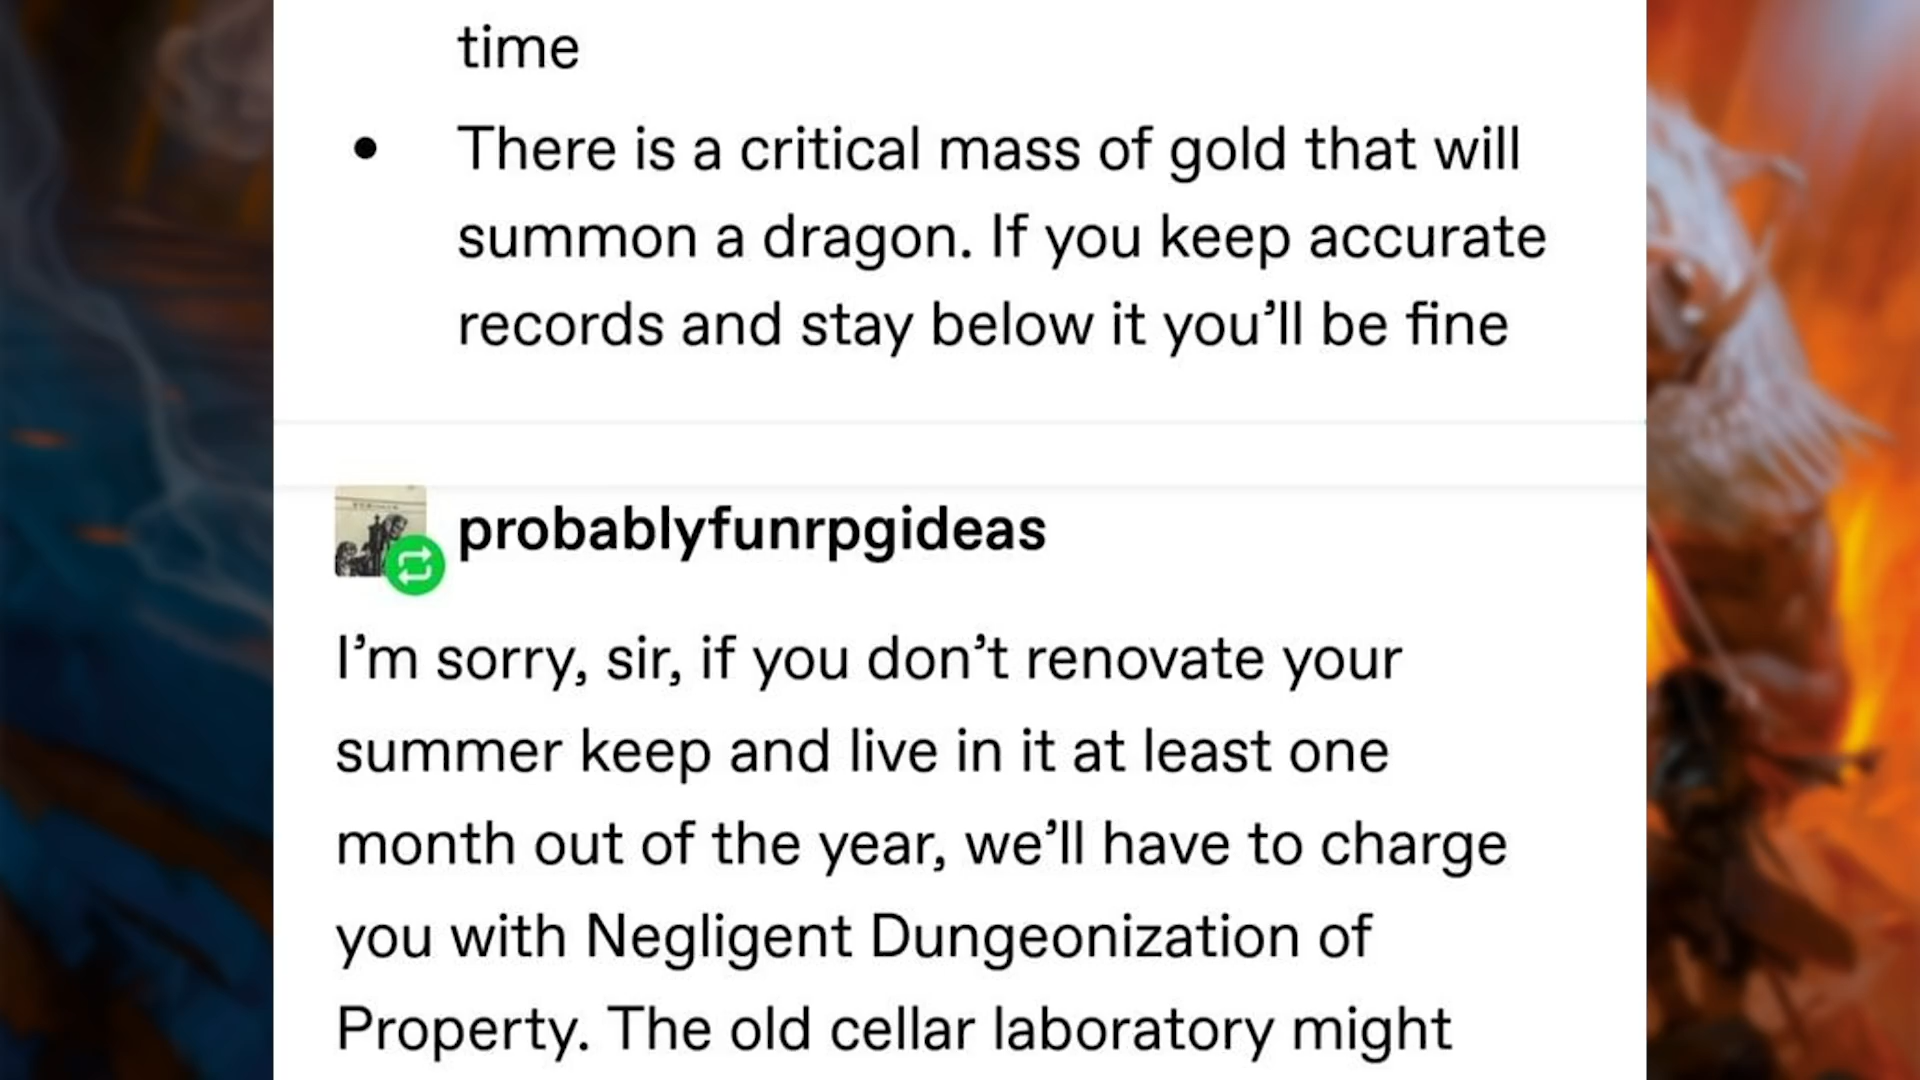 time
• There is a critical mass of gold that will
summon a dragon. If you keep accurate
records and stay below it you’ll be fine
probablyfunrpgideas
I’m sorry, sir, if you don’t renovate your
summer keep and live in it at least one
month out of the year, we’ll have to charge
you with Negligent Dungeonization of
Property. The old cellar laboratory might